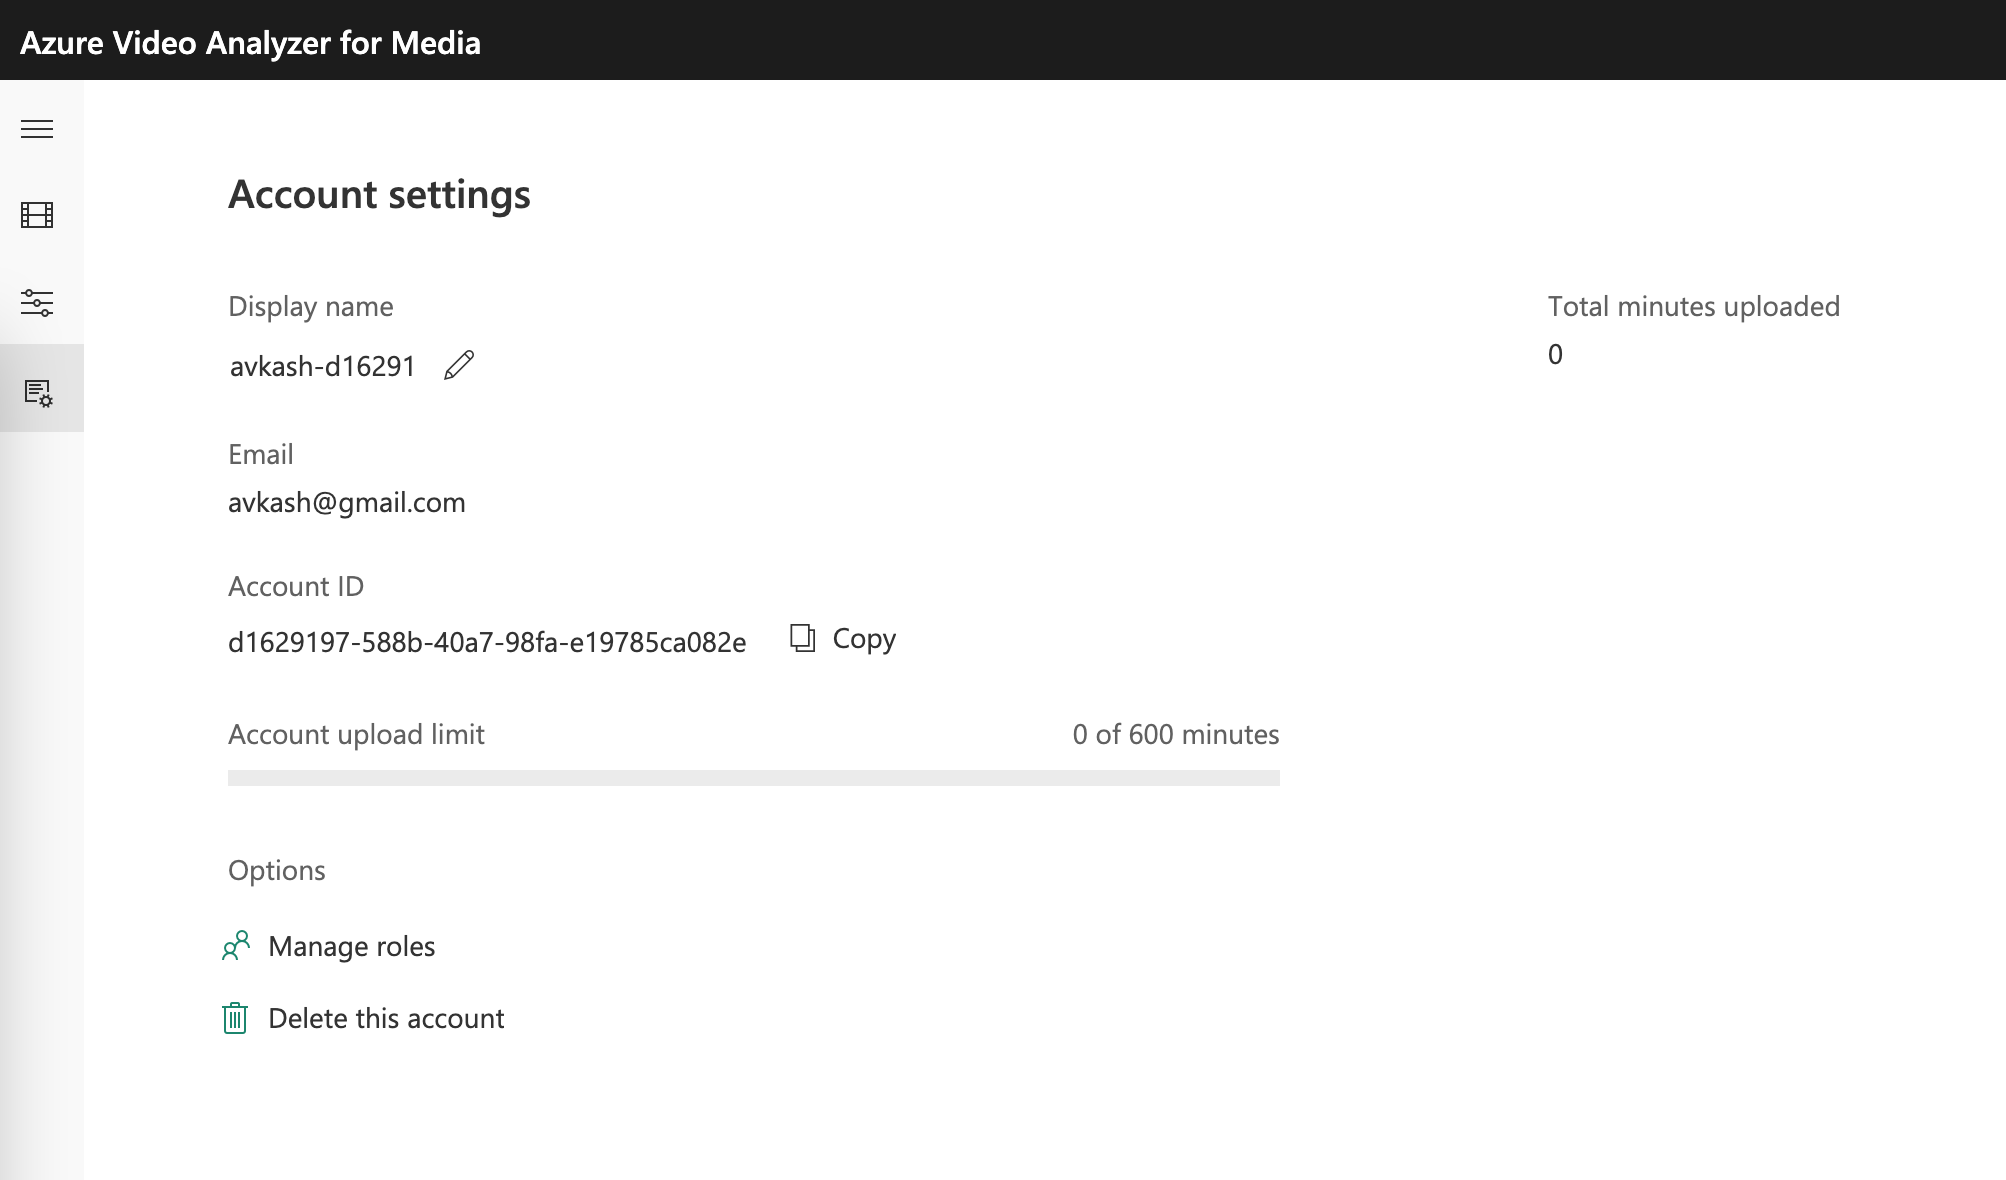 Azure Video Analyzer for Media
Account settings
Display name
avkash-d16291
Total minutes uploaded
0
Email
avkash@gmail.com
Account ID
d1629197-588b-40a7-98fa-e19785ca082e
Copy
Account upload limit
0 of 600 minutes
Options
Manage roles
Delete this account